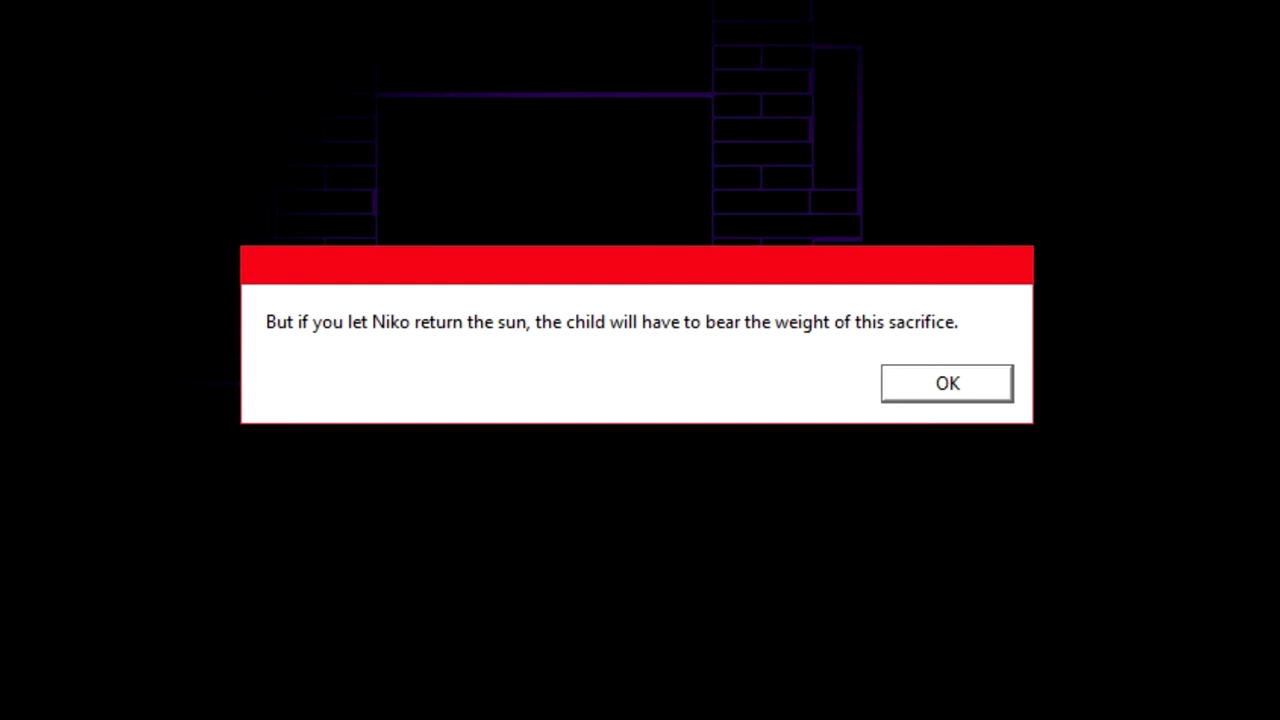 But if you let Niko return the sun, the child will have to bear the weight of this sacrifice.
OK